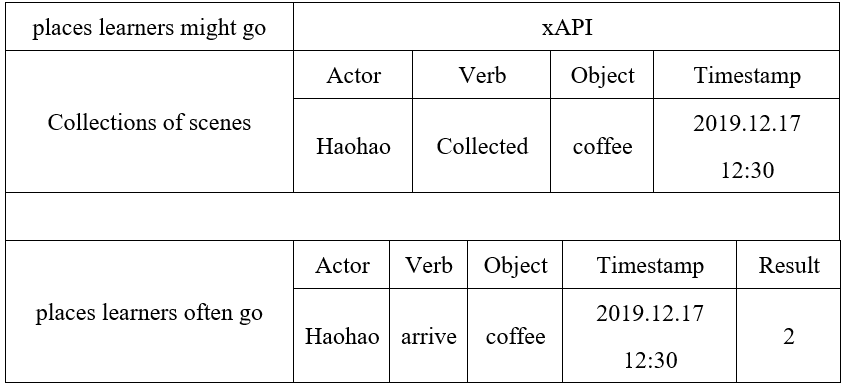 places learners might go xAPI
Collections of scenes
Actor Verb Object Timestamp
Haohao Collected coffee 2019.12.17
12:30
places learners often go
Actor Verb Object Timestamp Result
Haohao arrive coffee 2019.12.17
12:30
2